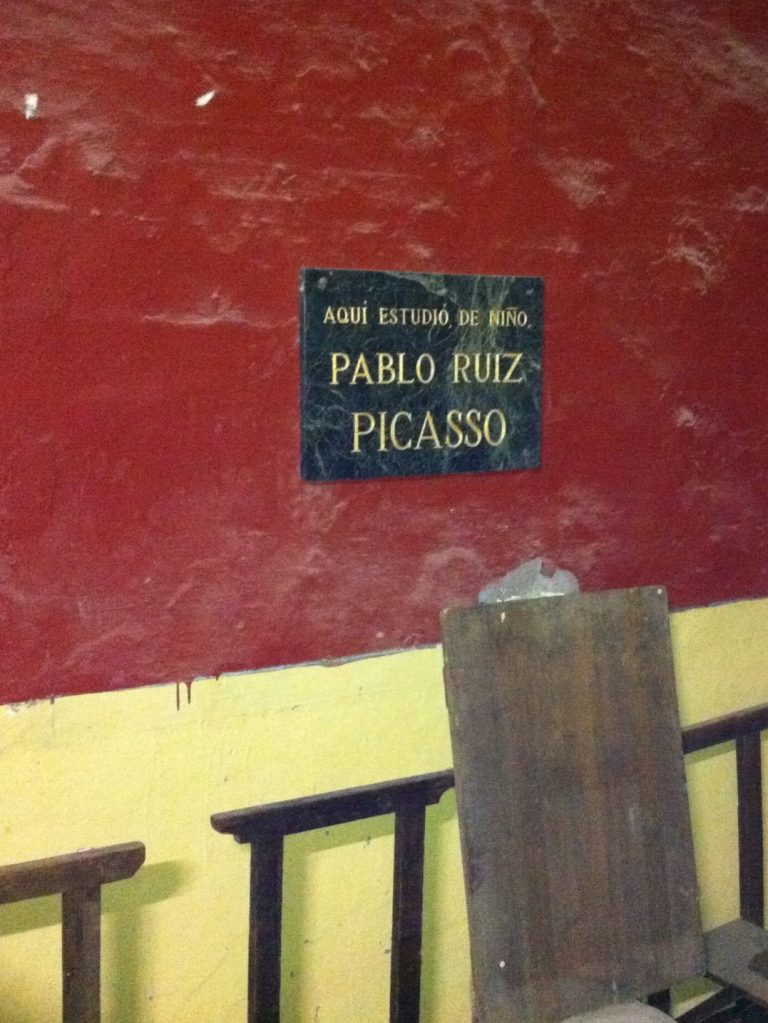 AQUÍ ESTUDIÓ, DE NIÑO,
PABLO RUIZ
PICASSO